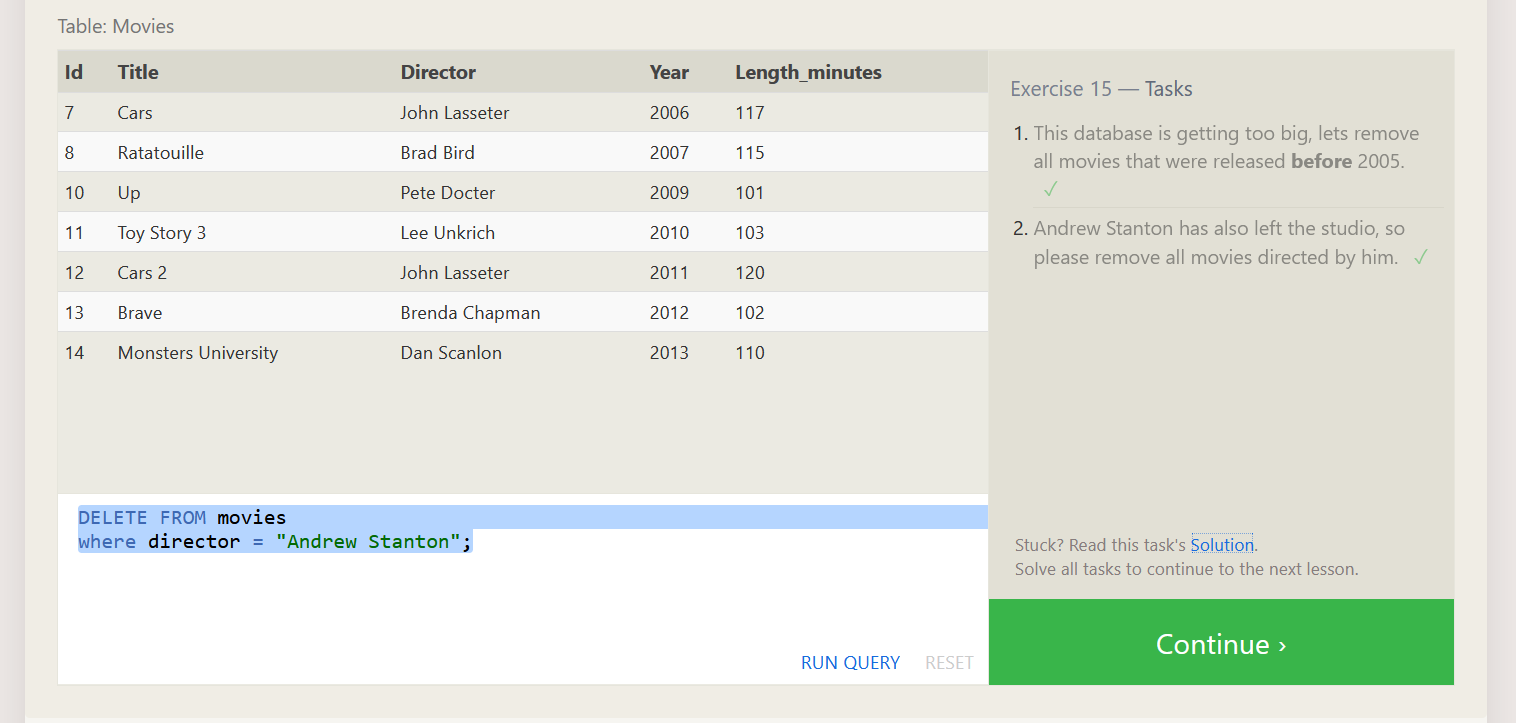 Table: Movies
Id Title Director Year Length_minutes
7 Cars John Lasseter 2006 117
8 Ratatouille Brad Bird 2007 115
10 Up Pete Docter 2009 101
11 Toy Story 3 Lee Unkrich 2010 103
12 Cars 2 John Lasseter 2011 120
13 Brave Brenda Chapman 2012 102
14 Monsters University Dan Scanlon 2013 110
DELETE FROM movies
where director = "Andrew Stanton";
RUN QUERY RESET
Exercise 15 — Tasks
1. This database is getting too big, lets remove
all movies that were released before 2005.
✓
2. Andrew Stanton has also left the studio, so
please remove all movies directed by him. ✓
Stuck? Read this task's Solution.
Solve all tasks to continue to the next lesson.
Continue ›